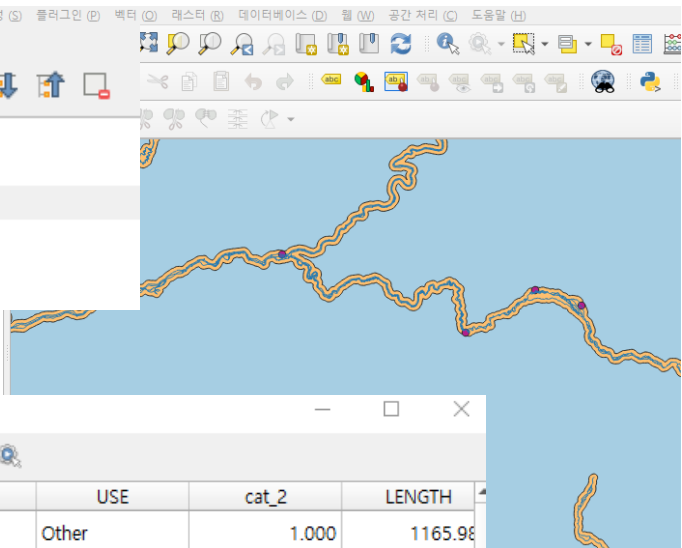 (S) 플러그인 (P) 벡터 (O) 래스터 (R) 데이터베이스 (D) 웹 (W) 공간 처리 (C) 도움말 (H)
abc
USE cat_2 LENGTH
Other 1.000 1165.98